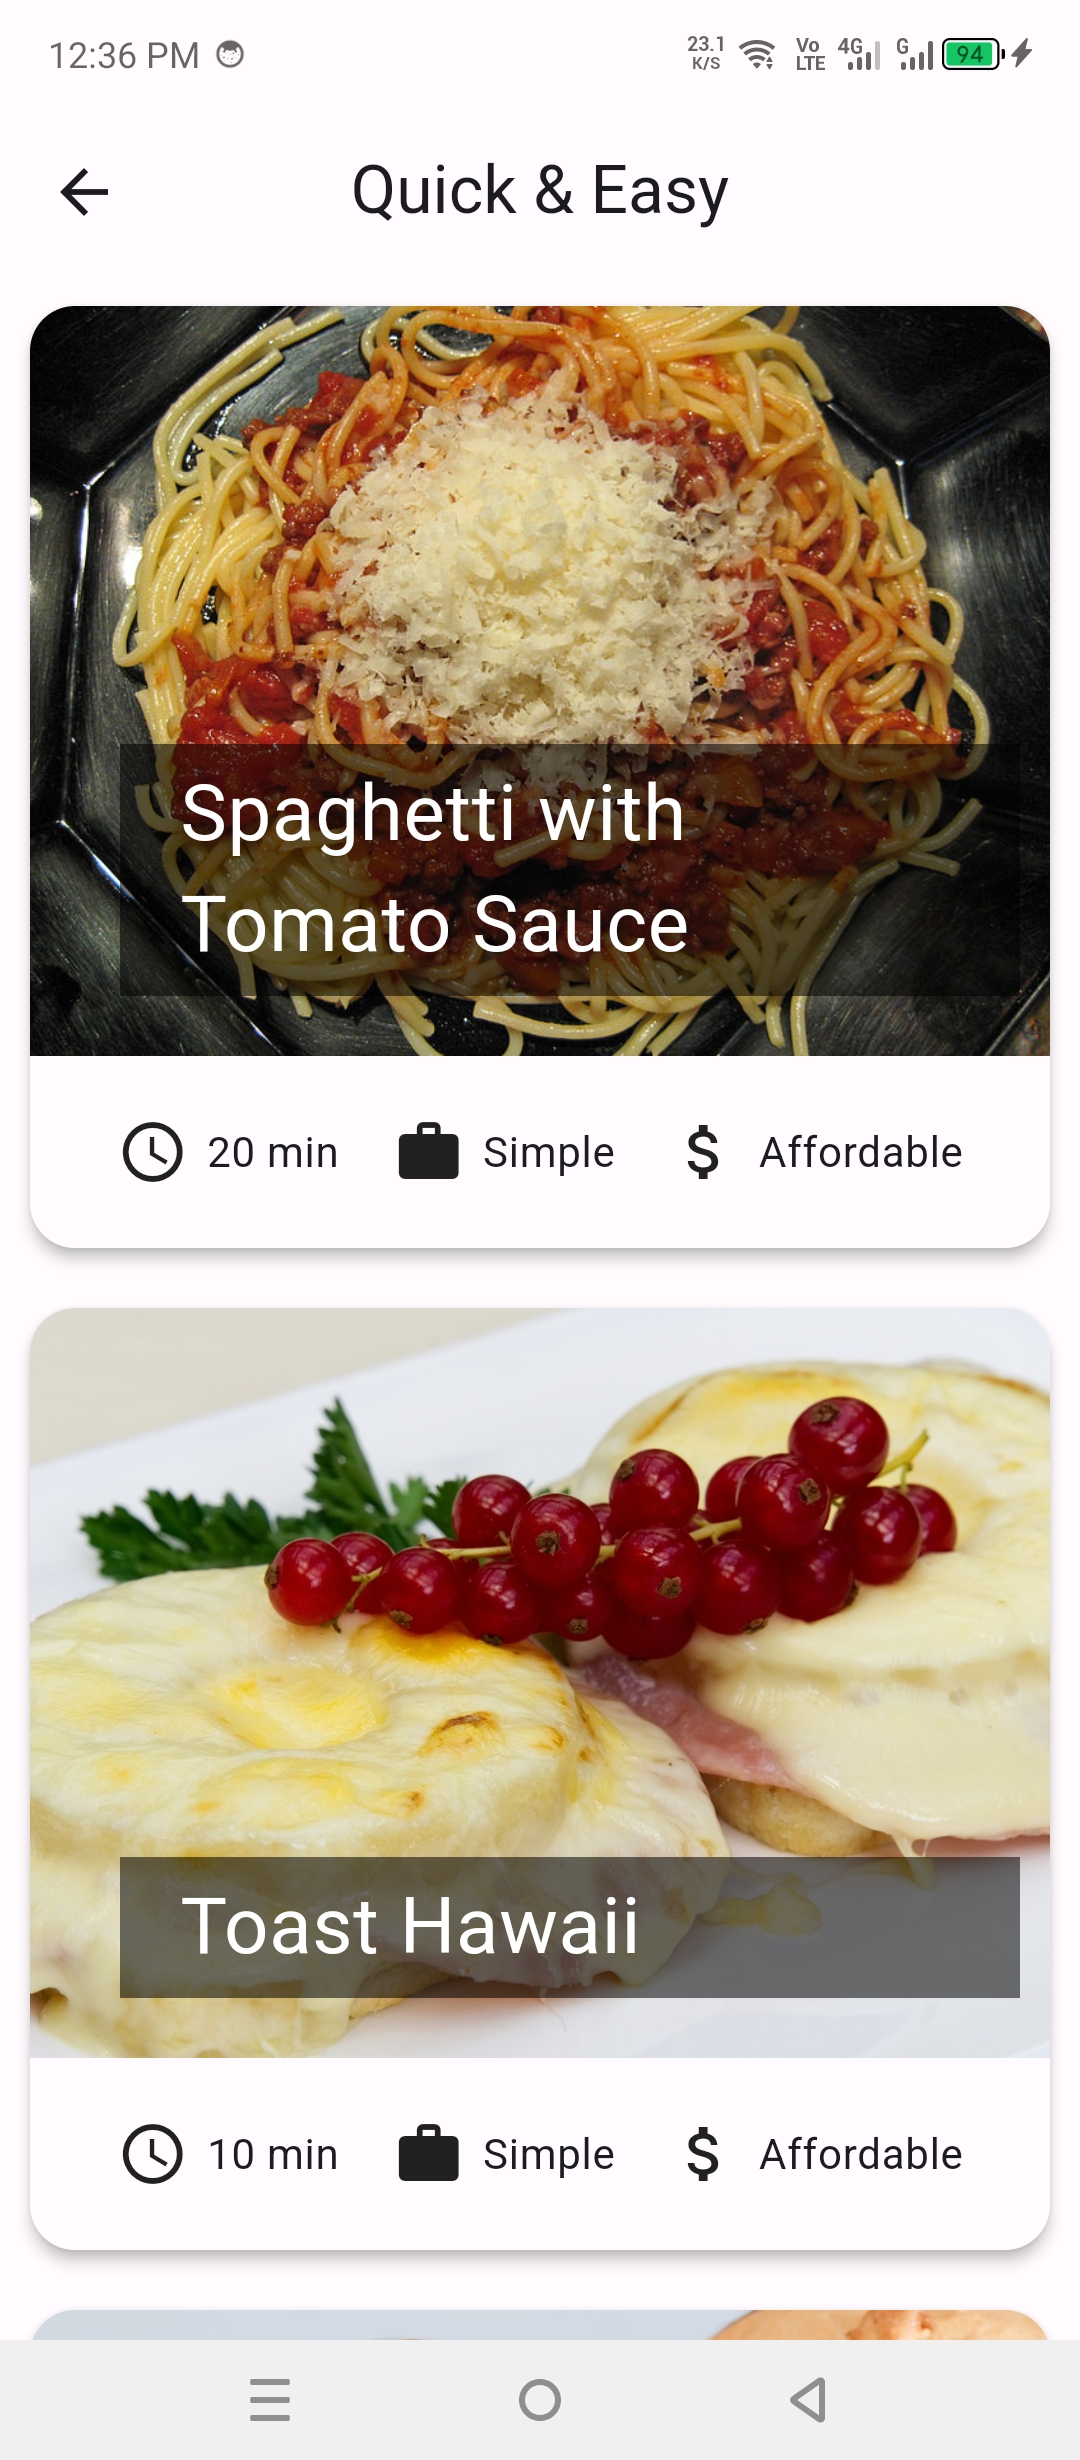 12:36 PM
23.1
K/S
Vo
LTE
4G
G
94
Quick & Easy
Spaghetti with
Tomato Sauce
20 min
Simple
$
Affordable
Toast Hawaii
10 min
Simple
$
Affordable